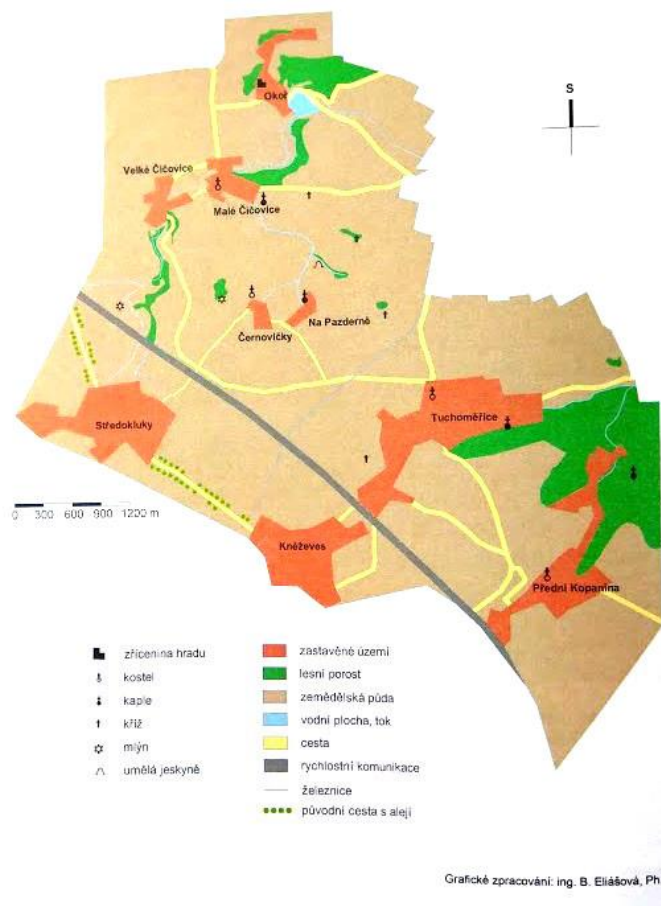 S
Okoř
Velké Čičovice
Malé Čičovice
Na Pazderně
Černovičky
Středokluky
Tuchoměřice
Kněževes
Přední Kopanina
0 300 600 900 1200 m
zřícenina hradu
kostel
kaple
kříž
mlýn
umělá jeskyně
zastavěné území
lesní porost
zemědělská půda
vodní plocha, tok
cesta
rychlostní komunikace
železnice
původní cesta s alejí
Grafické zpracování: ing. B. Eliášová, Ph